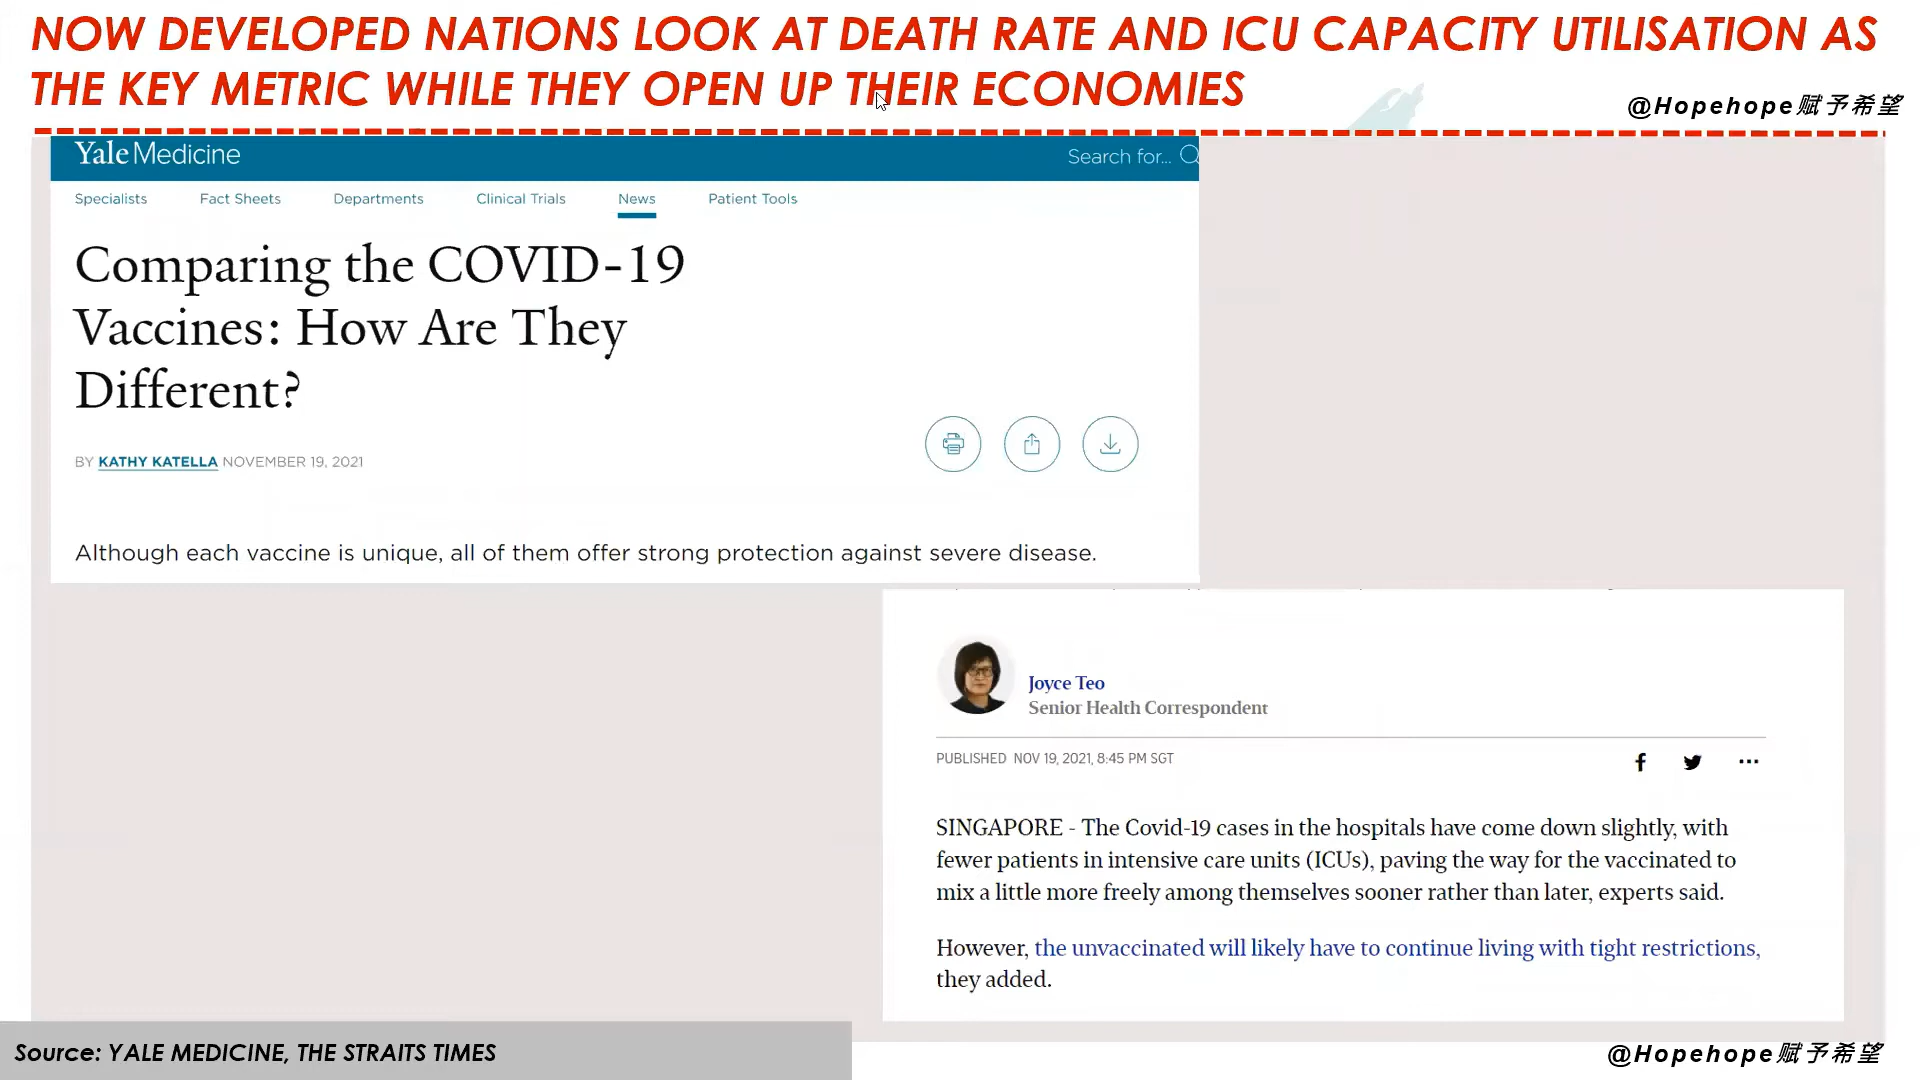 NOW DEVELOPED NATIONS LOOK AT DEATH RATE AND ICU CAPACITY UTILISATION AS
THE KEY METRIC WHILE THEY OPEN UP THEIR ECONOMIES
@Hopehope赋予希望
Yale Medicine
Search for...
Specialists Fact Sheets Departments Clinical Trials News Patient Tools
Comparing the COVID-19
Vaccines: How Are They
Different?
BY KATHY KATELLA NOVEMBER 19, 2021
Although each vaccine is unique, all of them offer strong protection against severe disease.
Joyce Teo
Senior Health Correspondent
PUBLISHED NOV 19, 2021, 8:45 PM SGT
SINGAPORE - The Covid-19 cases in the hospitals have come down slightly, with
fewer patients in intensive care units (ICUs), paving the way for the vaccinated to
mix a little more freely among themselves sooner rather than later, experts said.
However, the unvaccinated will likely have to continue living with tight restrictions,
they added.
Source: YALE MEDICINE, THE STRAITS TIMES
@Hopehope赋予希望